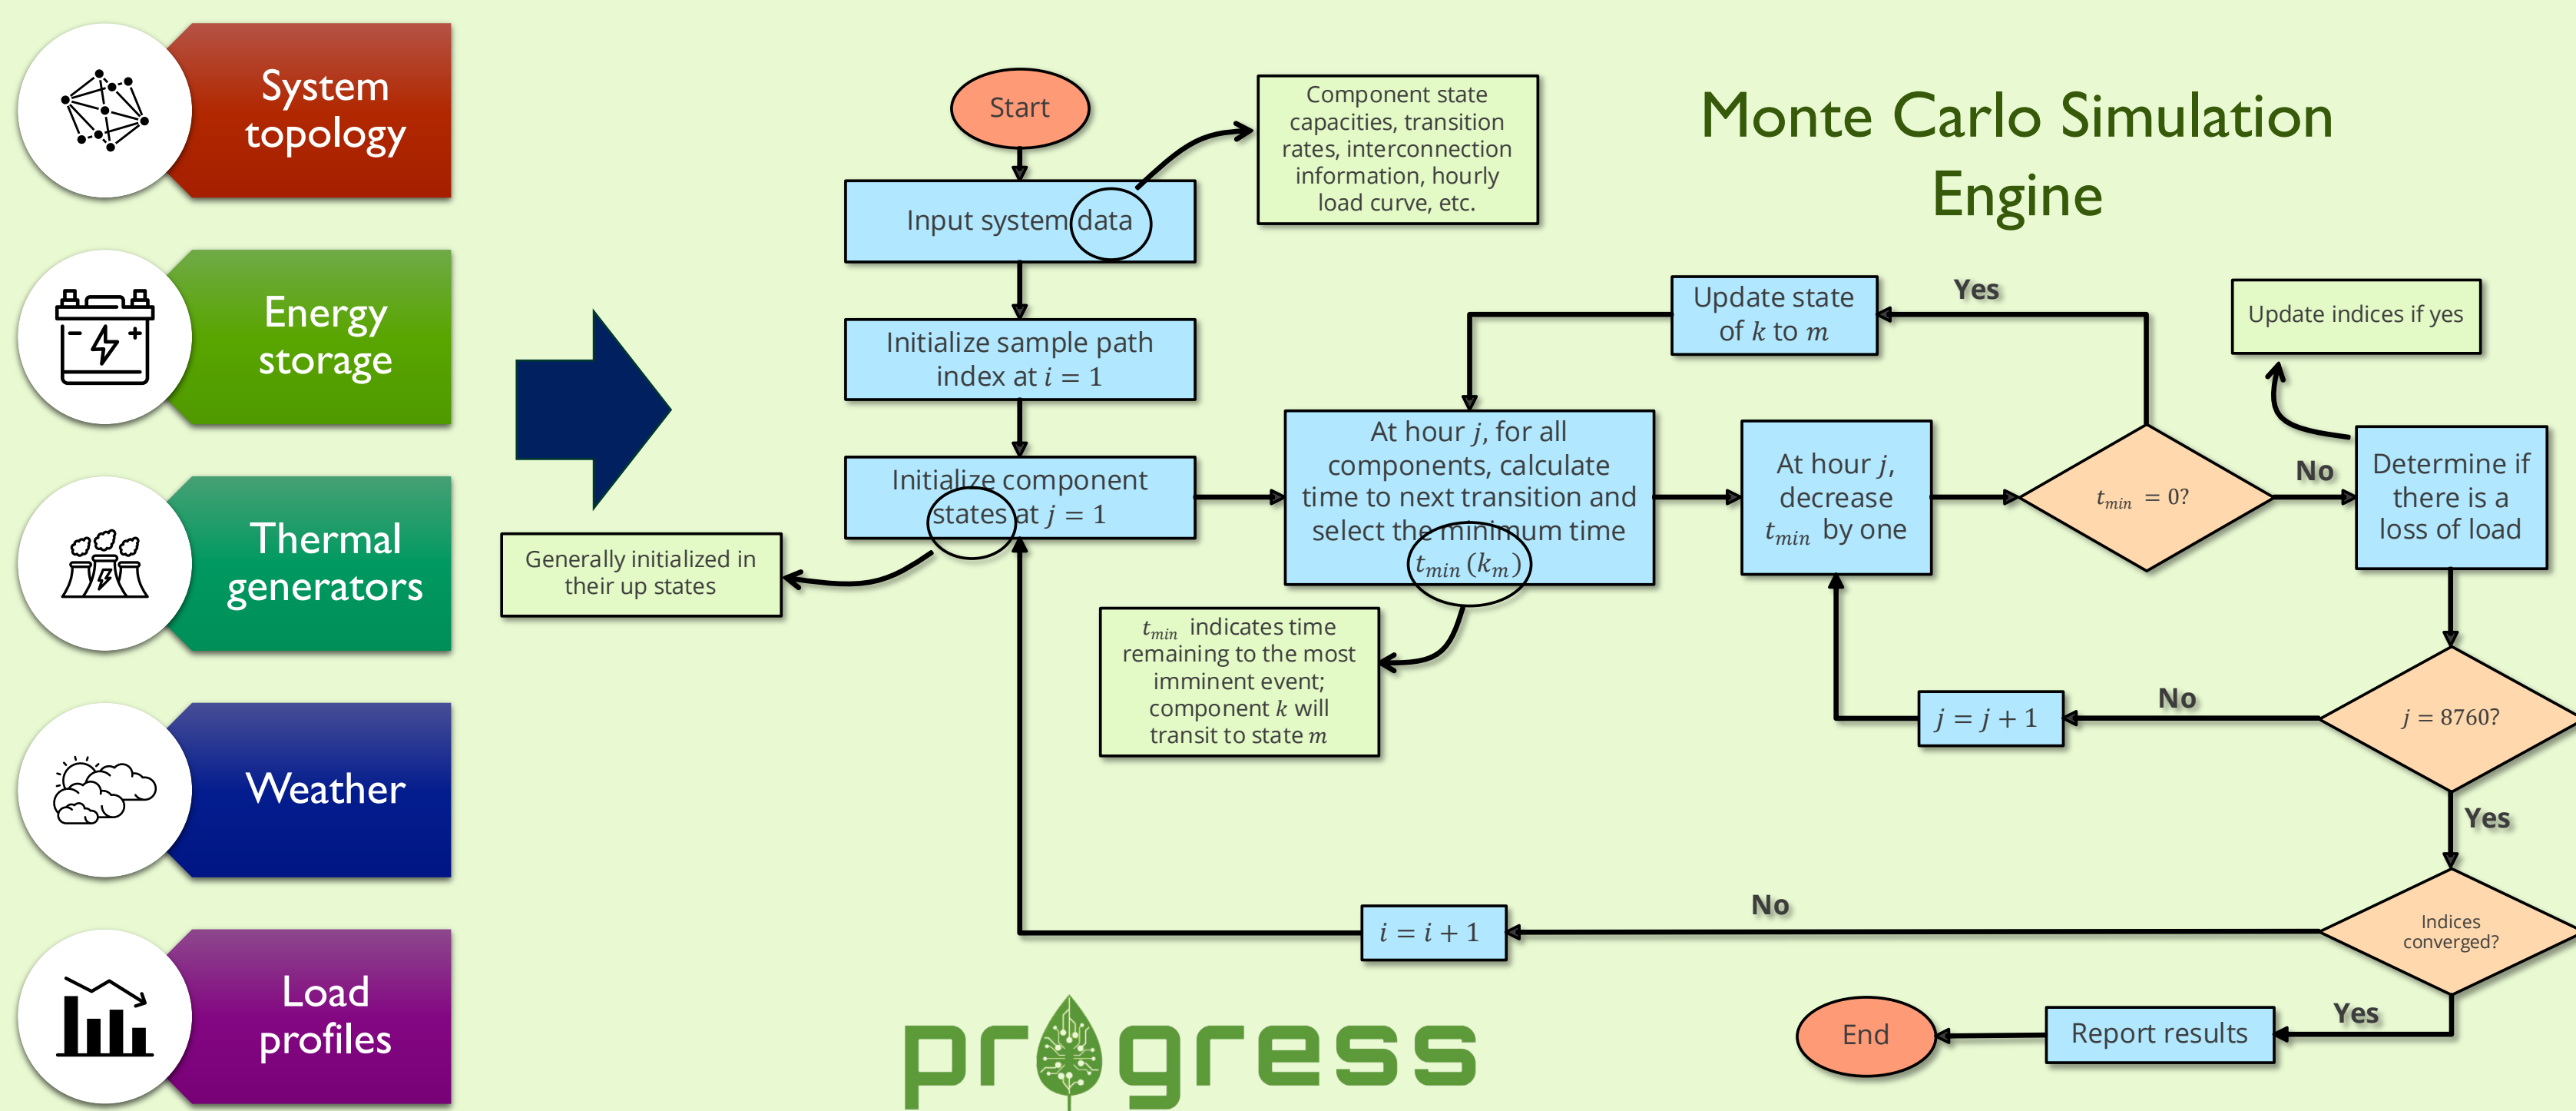 System
topology
Energy
storage
Thermal
generators
Weather
Load
profiles
Monte Carlo Simulation
Engine
Start
Component state
capacities, transition
rates, interconnection
information, hourly
load curve, etc.
Input system data
Initialize sample path
index at i = 1
Initialize component
states at j = 1
Generally initialized in
their up states
At hour j, for all
components, calculate
time to next transition and
select the minimum time
t_min (k_m)
t_min indicates time
remaining to the most
imminent event;
component k will
transit to state m
Update state
of k to m
Yes
At hour j,
decrease
t_min by one
t_min = 0?
No
Update indices if yes
Determine if
there is a
loss of load
j = 8760?
No
j = j + 1
Yes
Indices
converged?
No
i = i + 1
Yes
Report results
End
progress